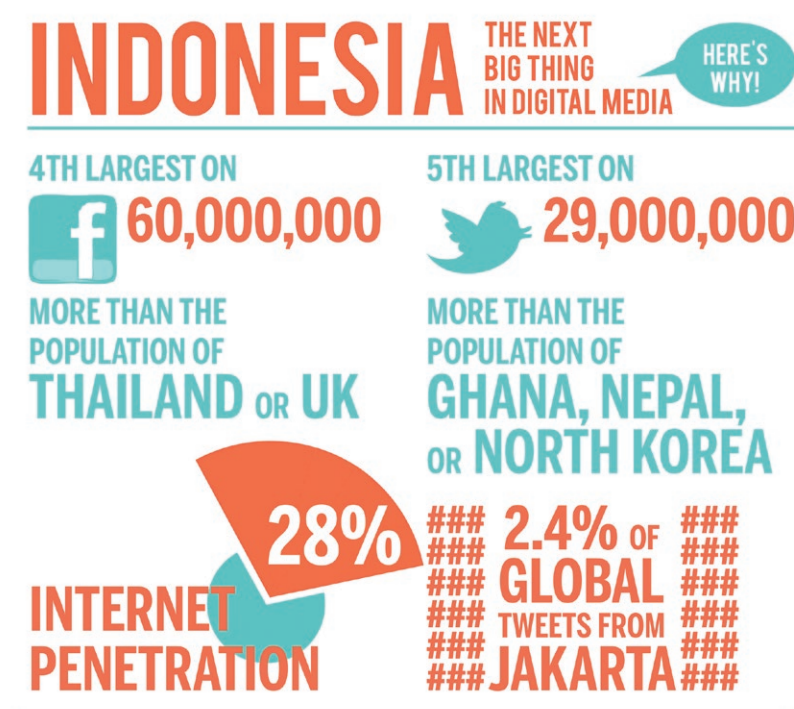 INDONESIA
THE NEXT
BIG THING
IN DIGITAL MEDIA
HERE'S
WHY!
4TH LARGEST ON
f 60,000,000
MORE THAN THE
POPULATION OF
THAILAND OR UK
5TH LARGEST ON
29,000,000
MORE THAN THE
POPULATION OF
GHANA, NEPAL,
OR NORTH KOREA
28%
INTERNET
PENETRATION
### 2.4% OF ###
###
###
### GLOBAL ###
### TWEETS FROM ###
###
###
### JAKARTA ###